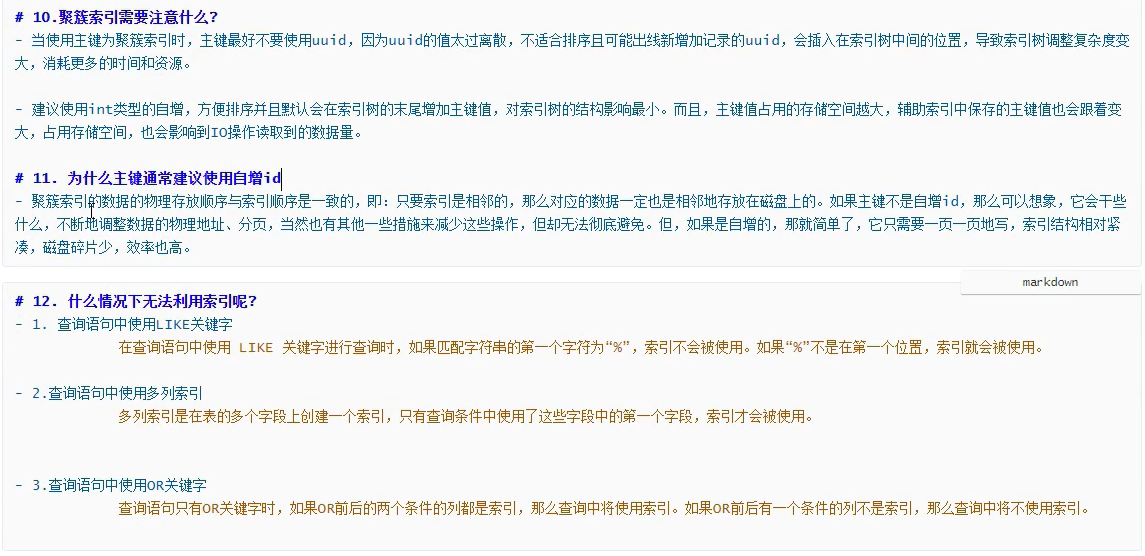 # 10.聚簇索引需要注意什么?
- 当使用主键为聚簇索引时，主键最好不要使用uuid，因为uuid的值太过离散，不适合排序且可能出线新增加记录的uuid，会插入在索引树中间的位置，导致索引树调整复杂度变
大，消耗更多的时间和资源。
- 建议使用int类型的自增，方便排序并且默认会在索引树的末尾增加主键值，对索引树的结构影响最小。而且，主键值占用的存储空间越大，辅助索引中保存的主键值也会跟着变
大，占用存储空间，也会影响到IO操作读取到的数据量。
# 11. 为什么主键通常建议使用自增id
- 聚簇索引的数据的物理存放顺序与索引顺序是一致的，即：只要索引是相邻的，那么对应的数据一定也是相邻地存放在磁盘上的。如果主键不是自增id，那么可以想象，它会干些
什么，不断地调整数据的物理地址、分页，当然也有其他一些措施来减少这些操作，但却无法彻底避免。但，如果是自增的，那就简单了，它只需要一页一页地写，索引结构相对紧
凑，磁盘碎片少，效率也高。
markdown
# 12. 什么情况下无法利用索引呢?
- 1. 查询语句中使用LIKE关键字
在查询语句中使用 LIKE 关键字进行查询时，如果匹配字符串的第一个字符为“%”，索引不会被使用。如果“%”不是在第一个位置，索引就会被使用。
- 2.查询语句中使用多列索引
多列索引是在表的多个字段上创建一个索引，只有查询条件中使用了这些字段中的第一个字段，索引才会被使用。
- 3.查询语句中使用OR关键字
查询语句只有OR关键字时，如果OR前后的两个条件的列都是索引，那么查询中将使用索引。如果OR前后有一个条件的列不是索引，那么查询中将不使用索引。